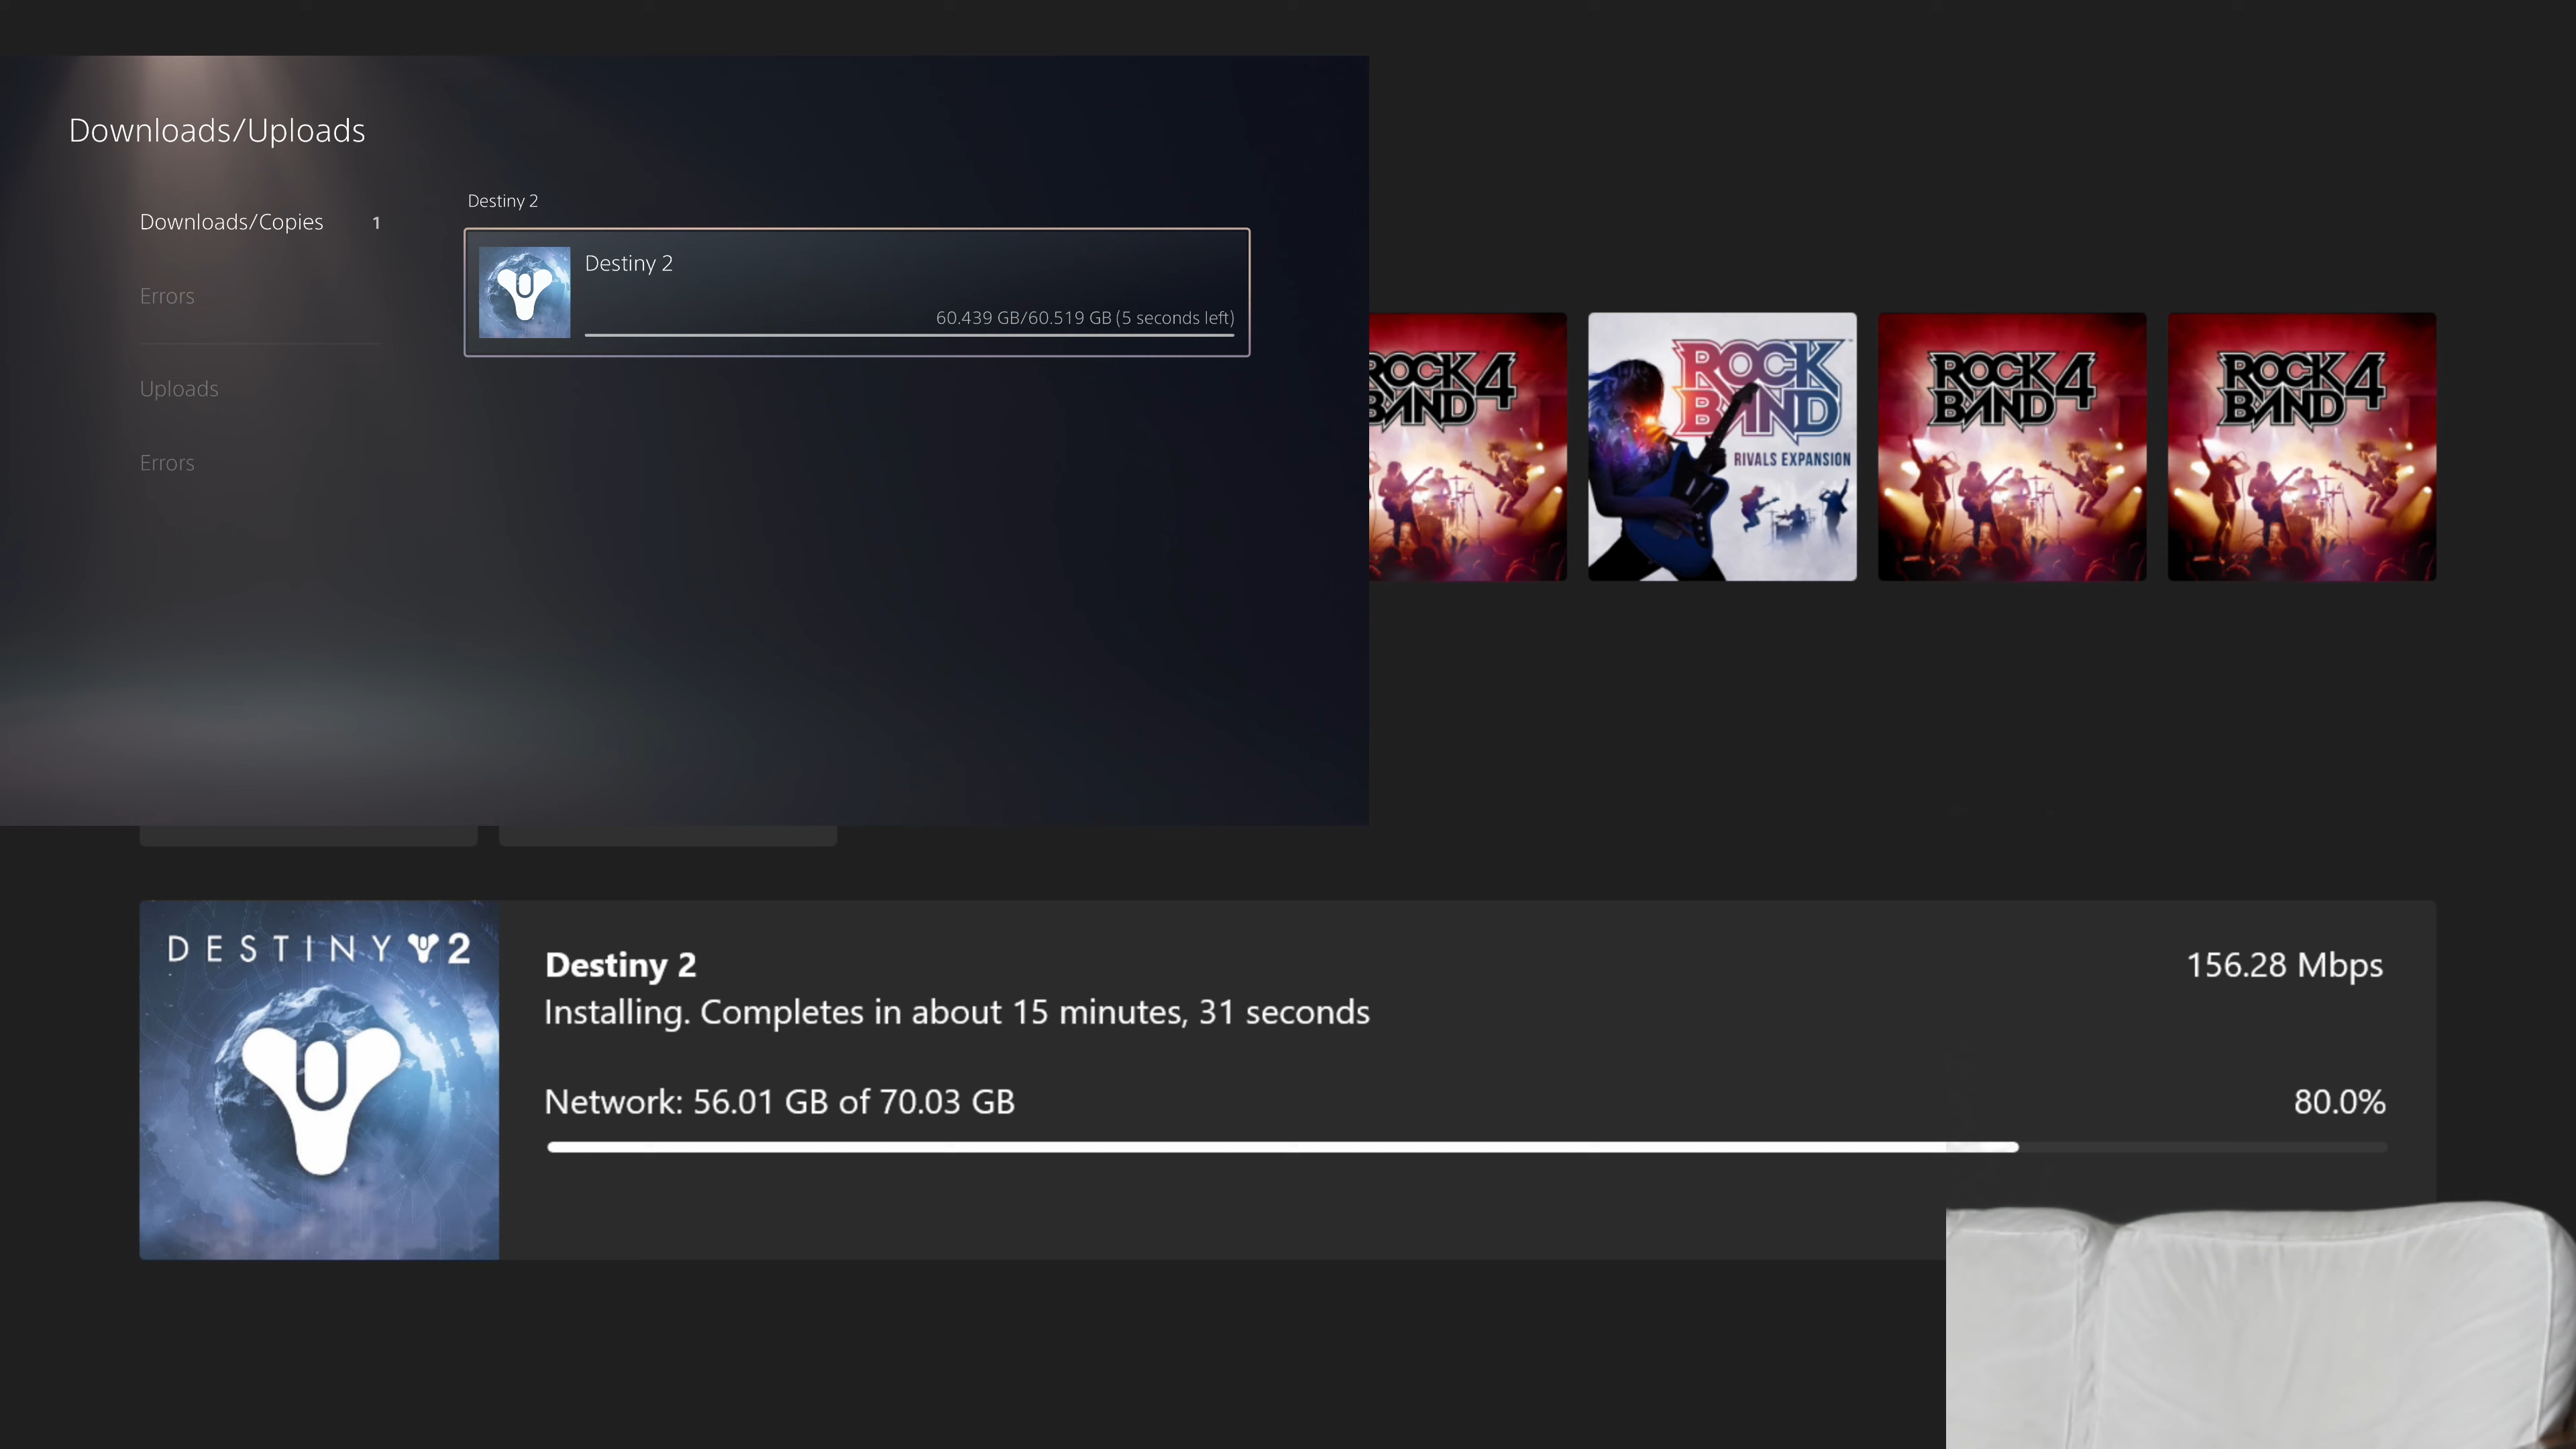 Downloads/Uploads
Downloads/Copies 1
Errors
Uploads
Errors
Destiny 2
Destiny 2
60.439 GB/60.519 GB (5 seconds left)
ROCK
BAND 4
ROCK
BAND
RIVALS EXPANSION
ROCK
BAND 4
ROCK
BAND 4
DESTINY 2
Destiny 2
156.28 Mbps
Installing. Completes in about 15 minutes, 31 seconds
Network: 56.01 GB of 70.03 GB
80.0%